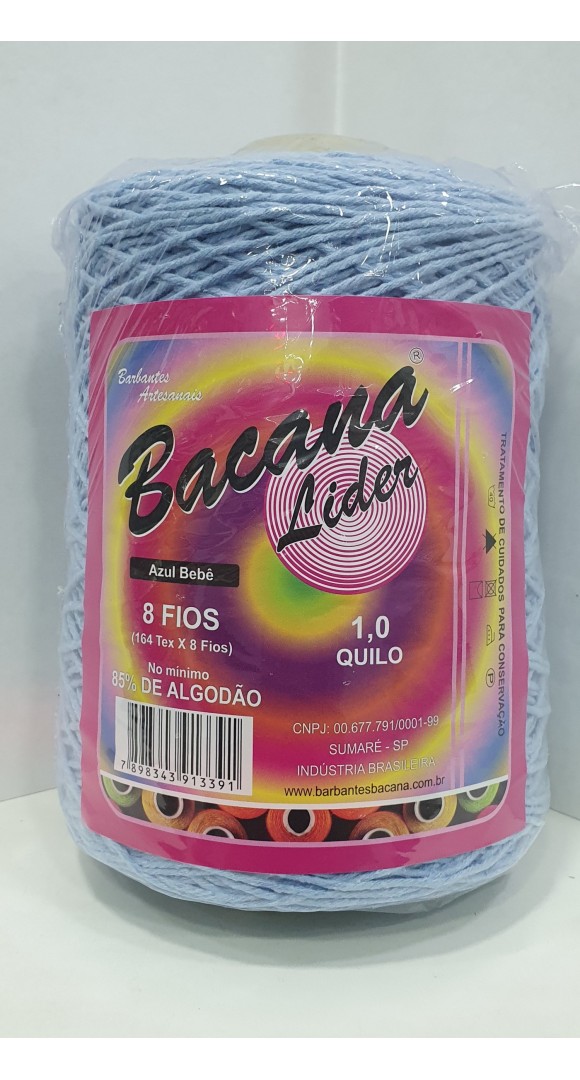 Barbantes
Artesanais
Bacana ®
Lider
Azul Bebê
8 FIOS
(164 Tex X 8 Fios)
No mínimo
85% DE ALGODÃO
1,0
QUILO
7 898343 913391
CNPJ: 00.677.791/0001-99
SUMARÉ - SP
INDÚSTRIA BRASILEIRA
www.barbantesbacana.com.br
TRATAMENTO DE CUIDADOS PARA CONSERVAÇÃO
40
P